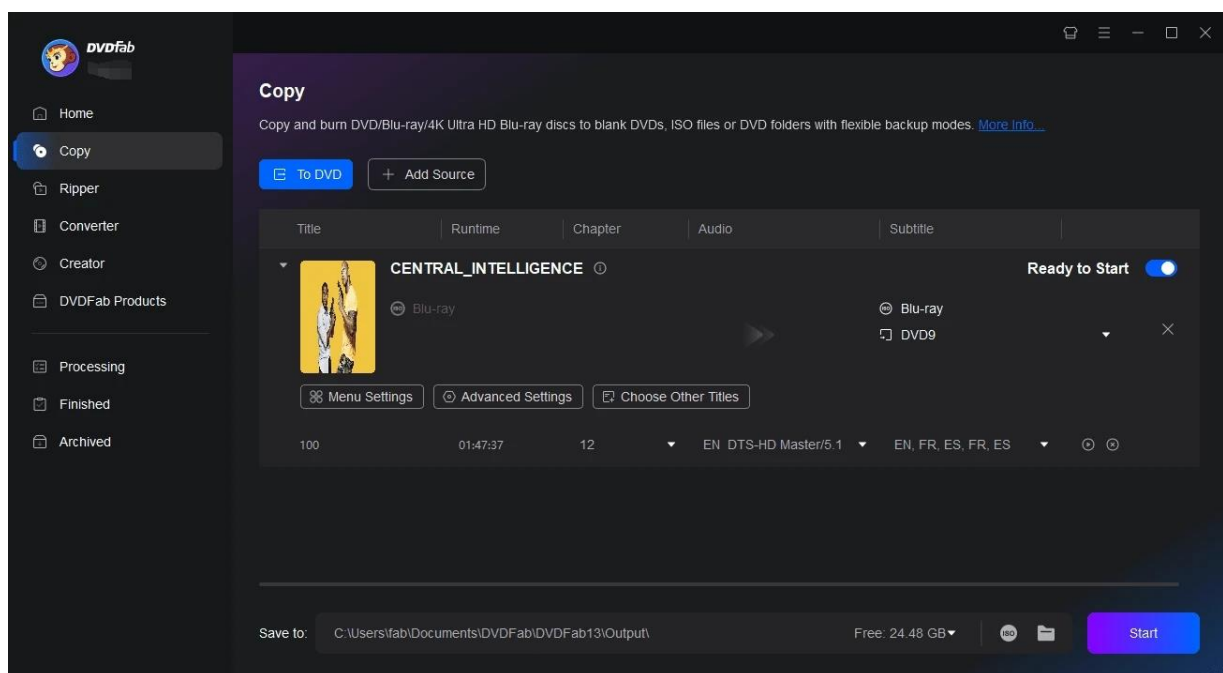 DVDFab
Home
Copy
Ripper
Converter
Creator
DVDFab Products
Processing
Finished
Archived
Copy
Copy and burn DVD/Blu-ray/4K Ultra HD Blu-ray discs to blank DVDs, ISO files or DVD folders with flexible backup modes. More Info...
To DVD + Add Source
Title Runtime Chapter Audio Subtitle
CENTRAL_INTELLIGENCE Ready to Start
ISO Blu-ray ISO Blu-ray
DVD9
Menu Settings Advanced Settings Choose Other Titles
100 01:47:37 12 EN DTS-HD Master/5.1 EN, FR, ES, FR, ES
Save to: C:\Users\fab\Documents\DVDFab\DVDFab13\Output\ Free: 24.48 GB ISO Start